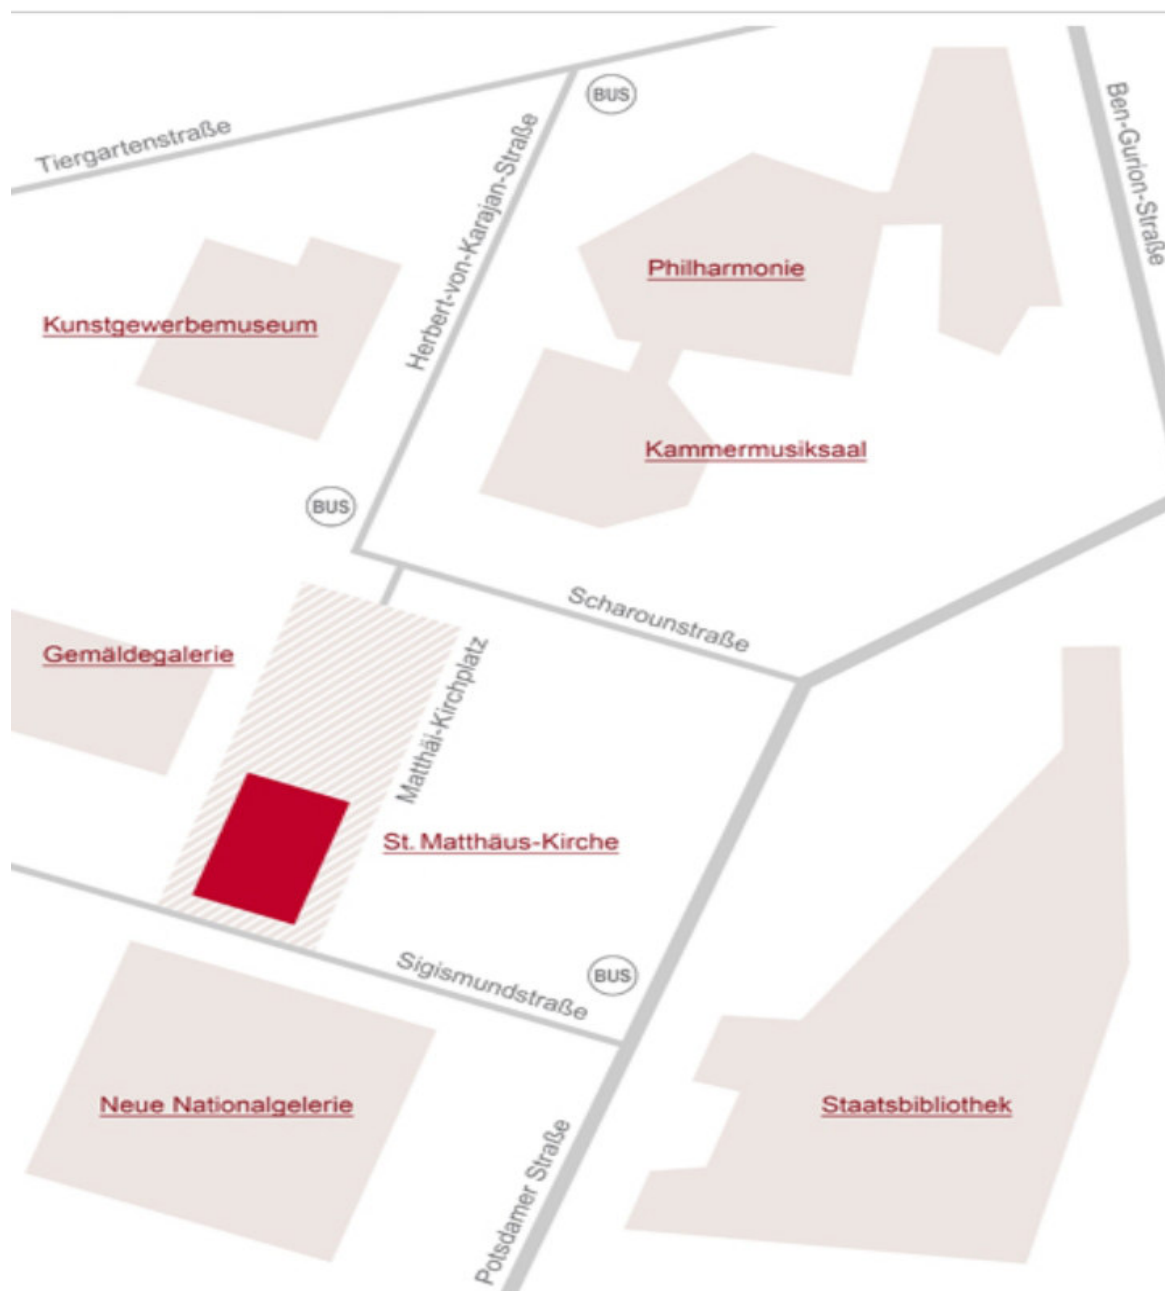 BUS
Tiergartenstraße
Herbert-von-Karajan-Straße
Ben-Gurion-Straße
Philharmonie
Kunstgewerbemuseum
Kammermusiksaal
BUS
Scharounstraße
Gemäldegalerie
Matthäi-Kirchplatz
St. Matthäus-Kirche
Sigismundstraße
BUS
Neue Nationalgelerie
Staatsbibliothek
Potsdamer Straße